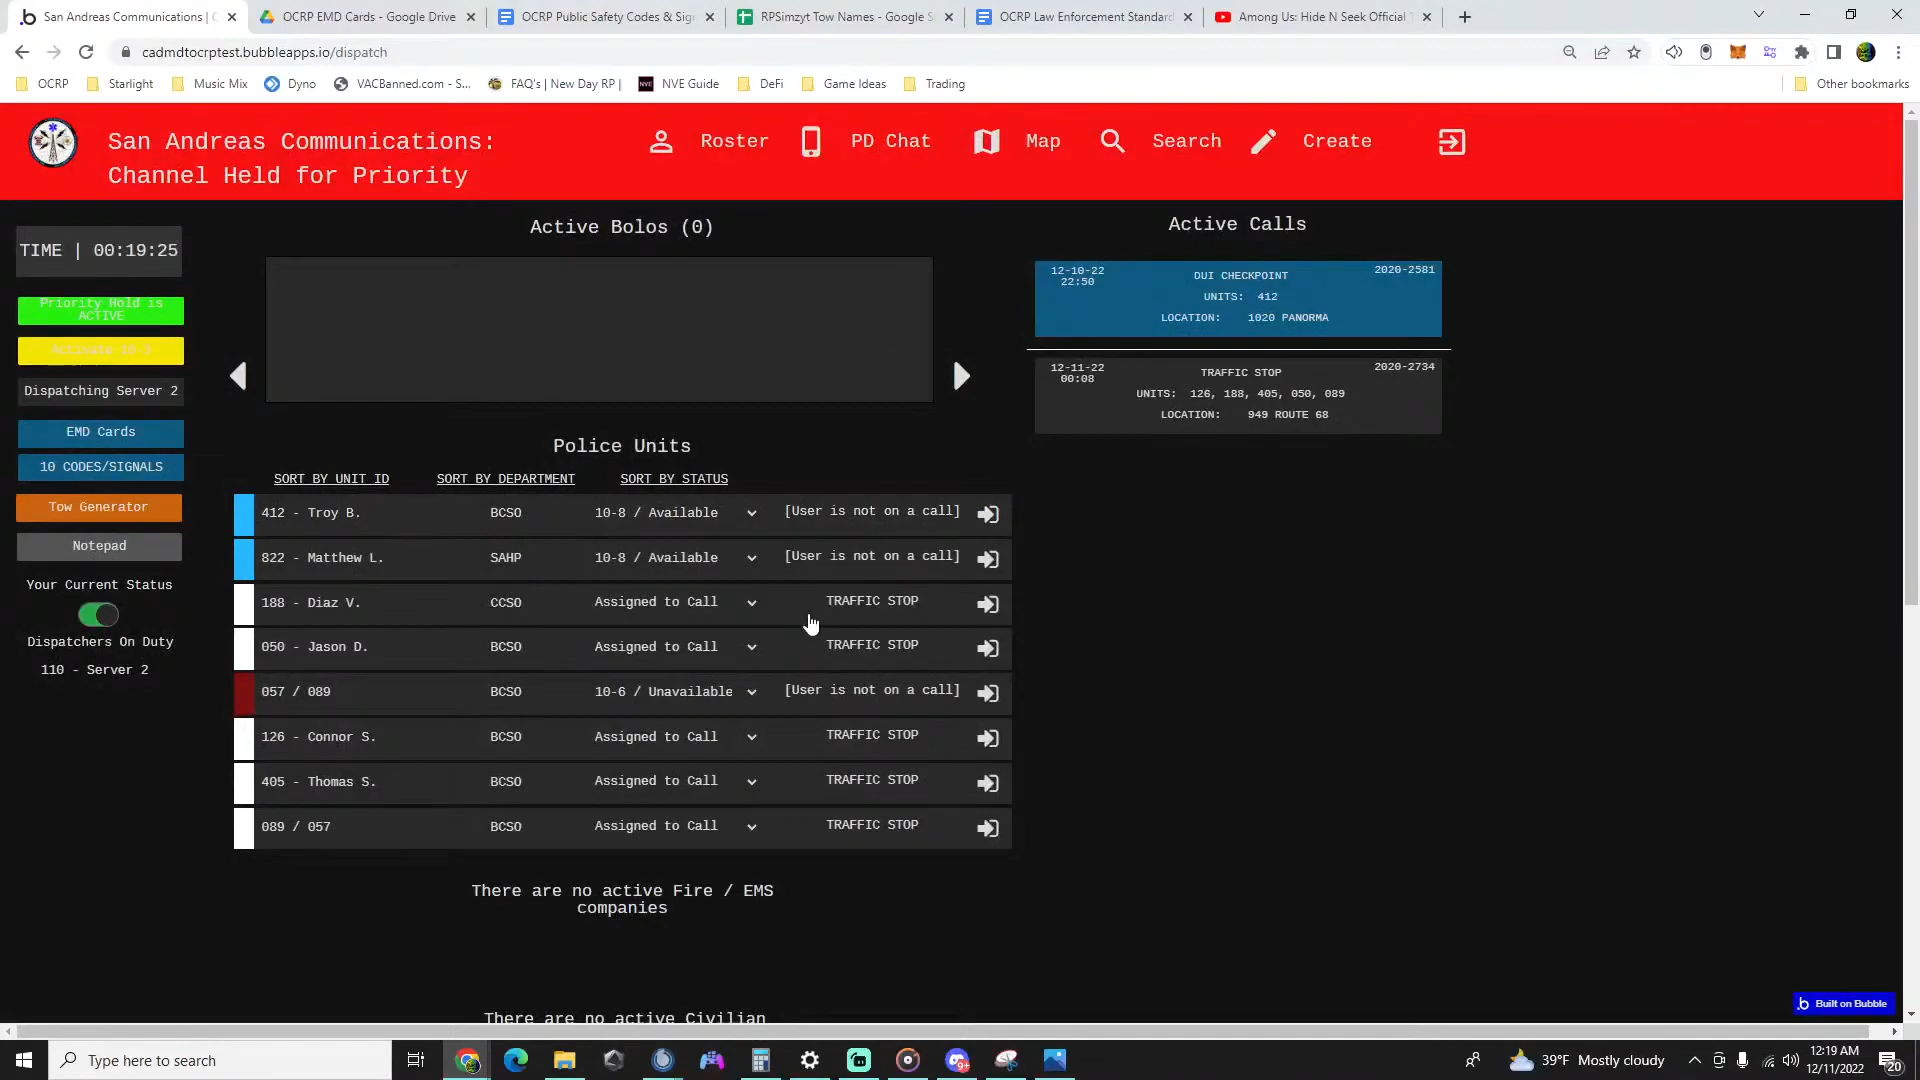 San Andreas Communications | C
OCRP EMD Cards - Google Drive
OCRP Public Safety Codes & Sig
RPSimzyt Tow Names - Google S
OCRP Law Enforcement Standard
Among Us: Hide N Seek Official T
cadmdtocrptest.bubbleapps.io/dispatch
OCRP
Starlight
Music Mix
Dyno
VACBanned.com - S...
FAQ's | New Day RP |
NVE Guide
DeFi
Game Ideas
Trading
Other bookmarks
San Andreas Communications:
Channel Held for Priority
Roster
PD Chat
Map
Search
Create
TIME | 00:19:25
Priority Hold is
ACTIVE
Activate 10-3
Dispatching Server 2
EMD Cards
10 CODES/SIGNALS
Tow Generator
Notepad
Your Current Status
Dispatchers On Duty
110 - Server 2
Active Bolos (0)
Police Units
SORT BY UNIT ID SORT BY DEPARTMENT SORT BY STATUS
412 - Troy B. BCSO 10-8 / Available [User is not on a call]
822 - Matthew L. SAHP 10-8 / Available [User is not on a call]
188 - Diaz V. CCSO Assigned to Call TRAFFIC STOP
050 - Jason D. BCSO Assigned to Call TRAFFIC STOP
057 / 089 BCSO 10-6 / Unavailable [User is not on a call]
126 - Connor S. BCSO Assigned to Call TRAFFIC STOP
405 - Thomas S. BCSO Assigned to Call TRAFFIC STOP
089 / 057 BCSO Assigned to Call TRAFFIC STOP
There are no active Fire / EMS
companies
There are no active Civilian
Active Calls
12-10-22
22:50
DUI CHECKPOINT
2020-2581
UNITS: 412
LOCATION: 1020 PANORMA
12-11-22
00:08
TRAFFIC STOP
2020-2734
UNITS: 126, 188, 405, 050, 089
LOCATION: 949 ROUTE 68
Built on Bubble
Type here to search
39°F Mostly cloudy
12:19 AM
12/11/2022
20